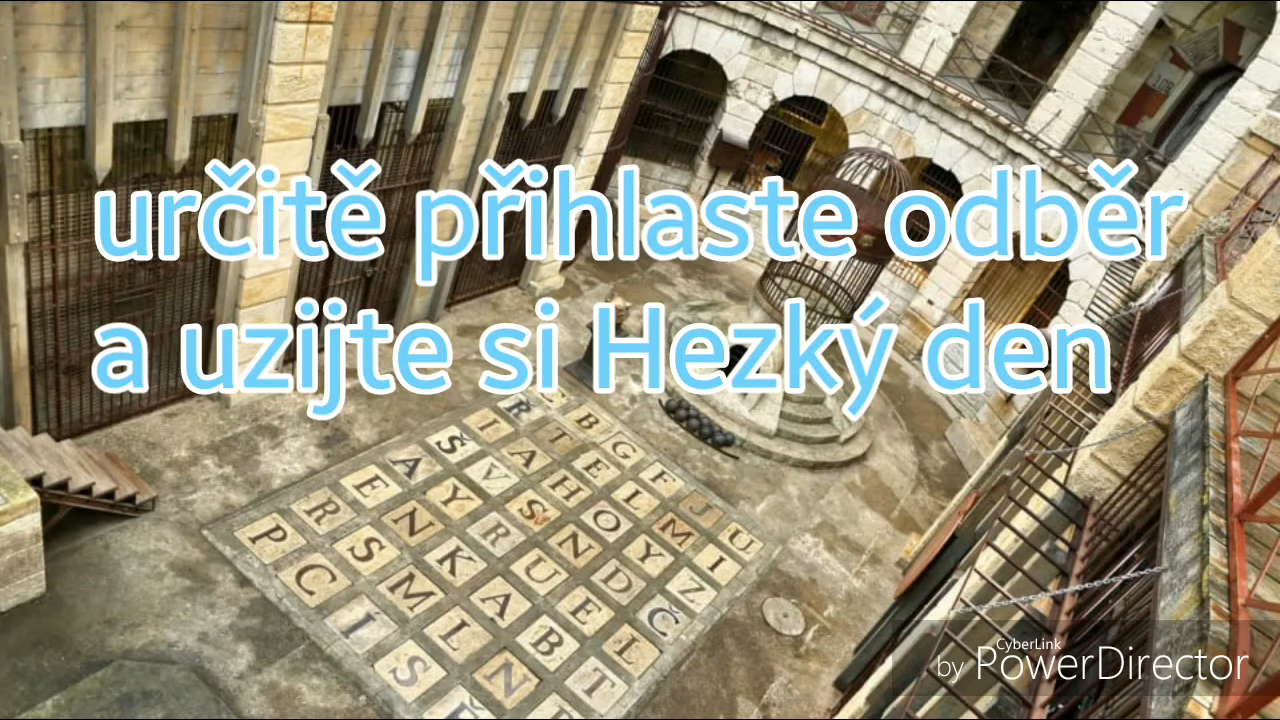 určitě přihlaste odběr
a uzijte si Hezký den
R C B G F J U
Š I T E L M I
A V A H O Y Z
E Y S N D Č
R N R U E L
P S K A B T
C M L N
I S
CyberLink
by PowerDirector